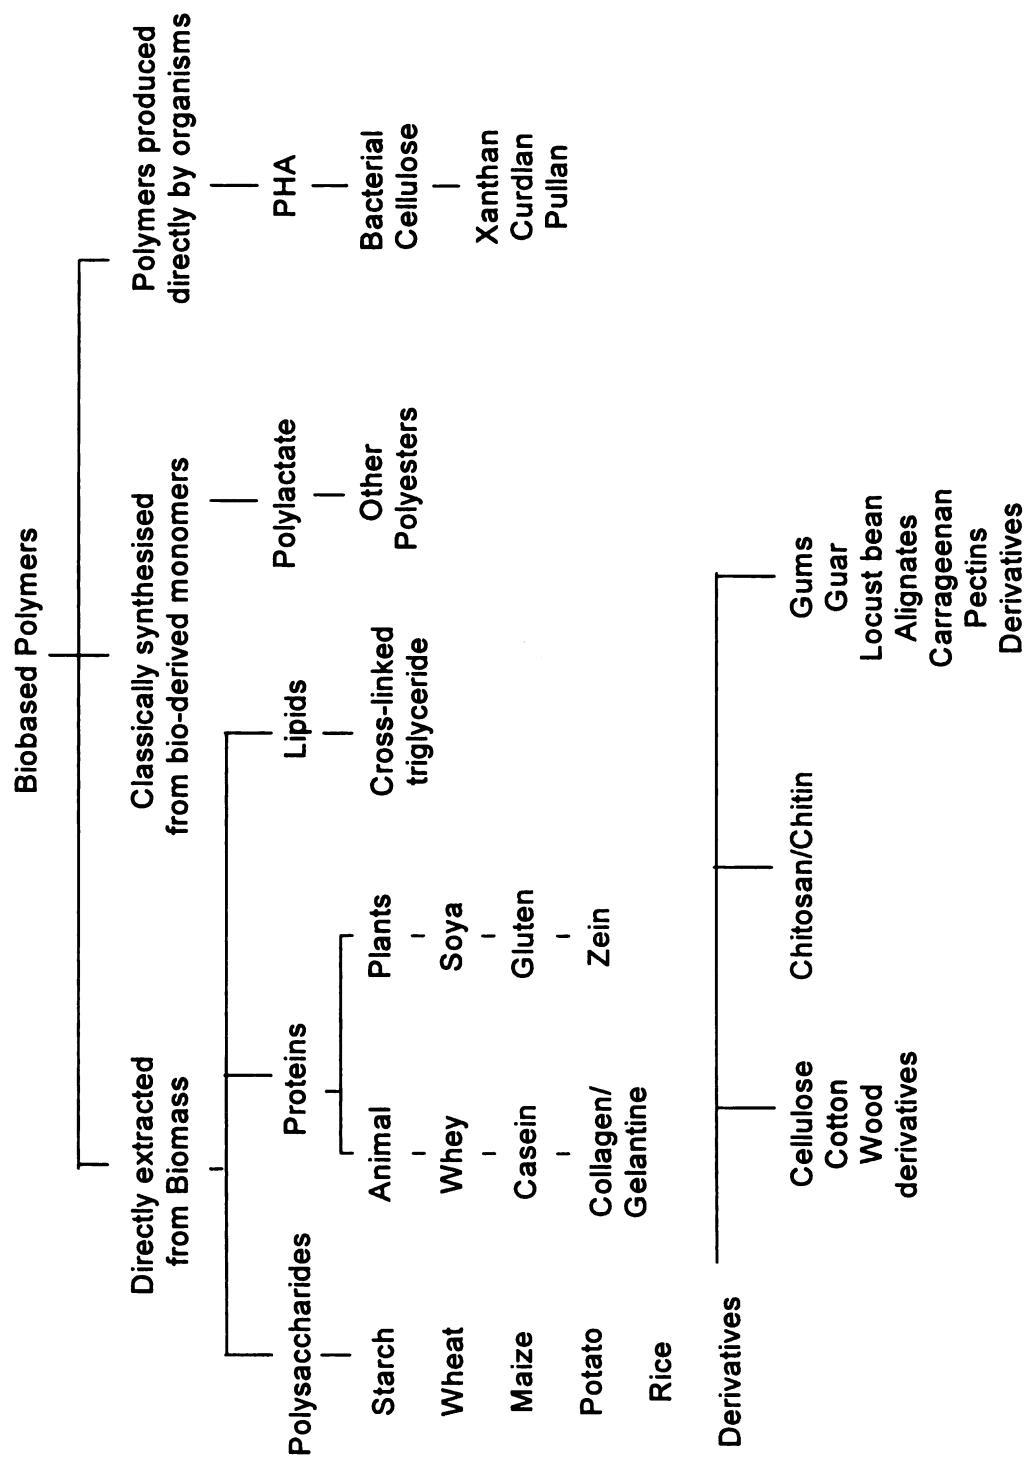 Biobased Polymers
Directly extracted
from Biomass
Classically synthesised
from bio-derived monomers
Polymers produced
directly by organisms
Polysaccharides
Starch
Wheat
Maize
Potato
Rice
Derivatives
Proteins
Animal
Whey
Casein
Collagen/
Gelantine
Plants
Soya
Gluten
Zein
Lipids
Cross-linked
triglyceride
Polylactate
Other
Polyesters
PHA
Bacterial
Cellulose
Xanthan
Curdlan
Pullan
Cellulose
Cotton
Wood
derivatives
Chitosan/Chitin
Gums
Guar
Locust bean
Alignates
Carrageenan
Pectins
Derivatives